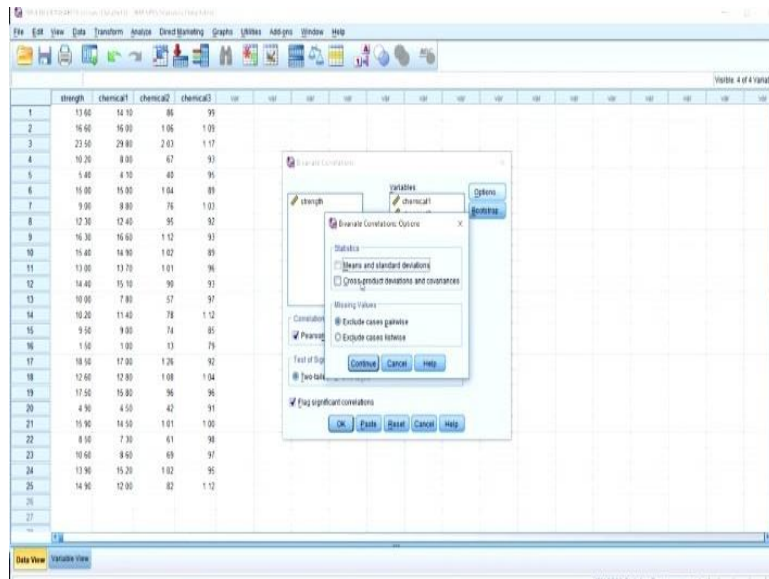 File Edit View Data Transform Analyze Direct Marketing Graphs Utilities Add-ons Window Help
Visible: 4 of 4 Variab
strength chemical1 chemical2 chemical3 var var var var var var var var var var var var var
1 13.60 14.10 .86 .99
2 16.60 16.00 1.06 1.09
3 23.50 29.80 2.03 1.17
4 10.20 8.00 .67 .93
5 5.40 4.10 .40 .95
6 15.00 15.00 1.04 .89
7 9.00 8.80 .76 1.03
8 12.30 12.40 .95 .92
9 16.30 16.60 1.12 .93
10 15.40 14.90 1.02 .89
11 13.00 13.70 1.01 .96
12 14.40 15.10 .90 .93
13 10.00 7.80 .57 .97
14 10.20 11.40 .78 1.12
15 9.50 9.00 .74 .85
16 1.50 1.00 .13 .79
17 18.50 17.00 1.26 .92
18 12.60 12.80 1.08 1.04
19 17.50 15.80 .96 .96
20 4.90 4.50 .42 .91
21 15.90 14.50 1.01 1.00
22 8.50 7.30 .61 .98
23 10.60 8.60 .69 .97
24 13.90 15.20 1.02 .95
25 14.90 12.00 .82 1.12
26
27
Bivariate Correlations
Variables
strength
chemical1
Options...
Bootstrap...
Bivariate Correlations: Options
Statistics
Means and standard deviations
Cross-product deviations and covariances
Missing Values
Exclude cases pairwise
Exclude cases listwise
Continue Cancel Help
Correlation
Pearso
Test of Sig
Two-taile
Flag significant correlations
OK Paste Reset Cancel Help
Data View Variable View